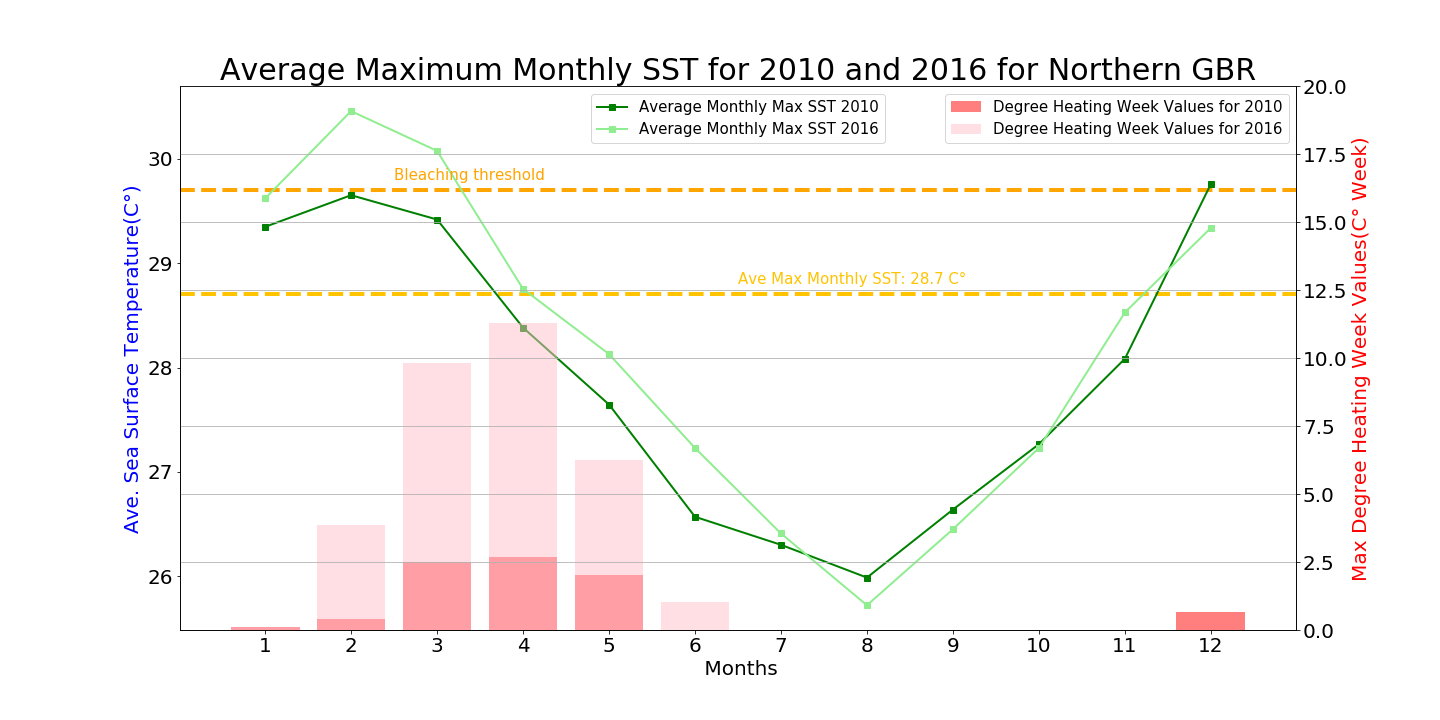 Average Maximum Monthly SST for 2010 and 2016 for Northern GBR
Average Monthly Max SST 2010
Average Monthly Max SST 2016
Degree Heating Week Values for 2010
Degree Heating Week Values for 2016
Bleaching threshold
Ave Max Monthly SST: 28.7 C°
Ave. Sea Surface Temperature(C°)
30
29
28
27
26
20.0
17.5
15.0
12.5
10.0
7.5
5.0
2.5
0.0
Max Degree Heating Week Values(C° Week)
1 2 3 4 5 6 7 8 9 10 11 12
Months